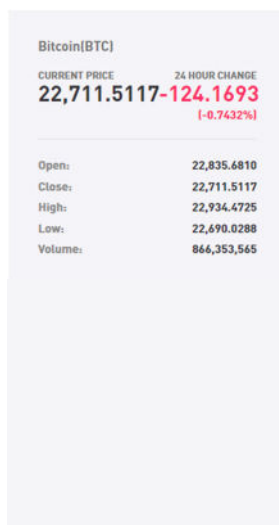 Bitcoin(BTC)
CURRENT PRICE 24 HOUR CHANGE
22,711.5117-124.1693
(-0.7432%)
Open: 22,835.6810
Close: 22,711.5117
High: 22,934.4725
Low: 22,690.0288
Volume: 866,353,565